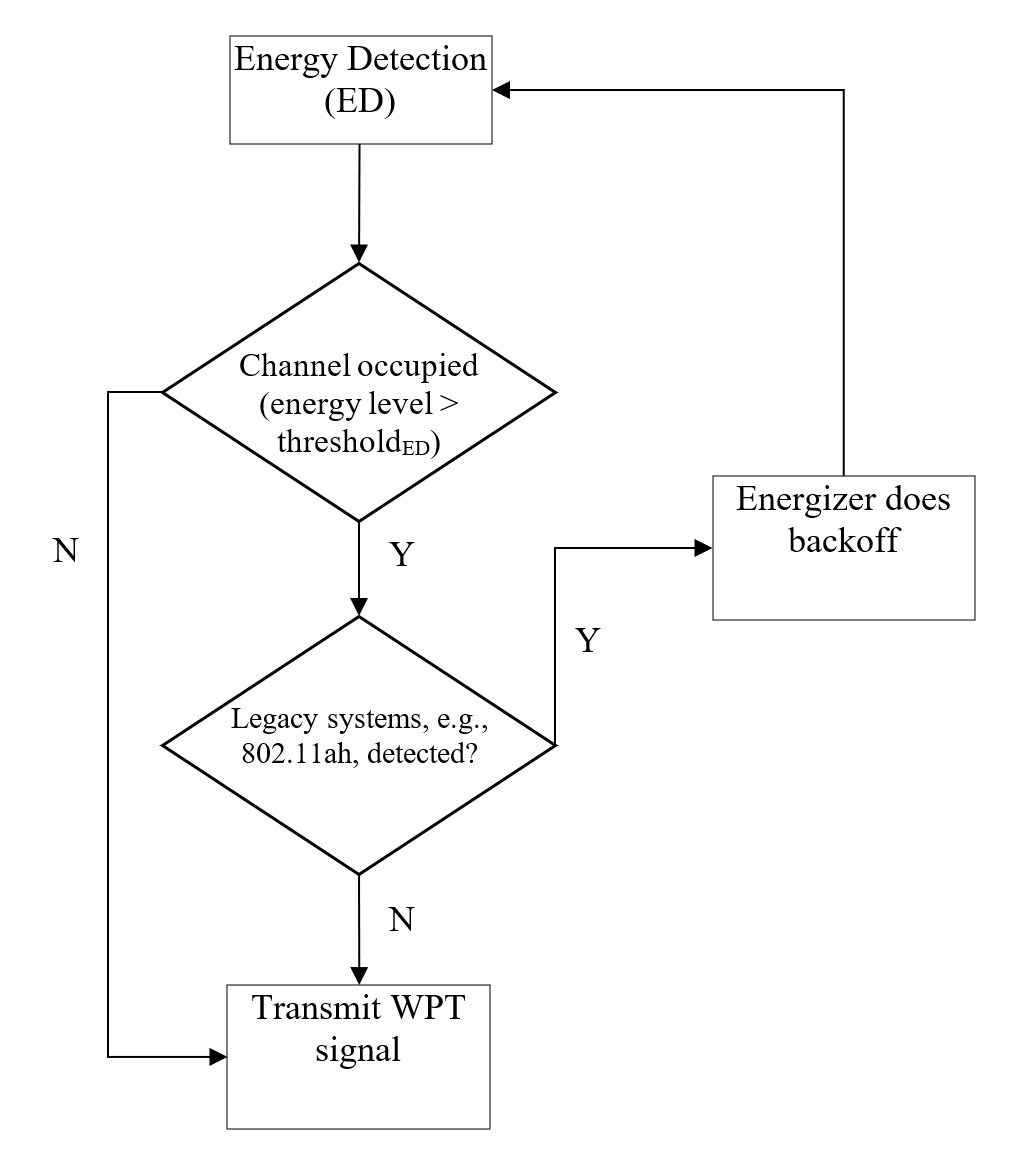 Energy Detection
(ED)
Channel occupied
(energy level >
thresholdED)
N
Y
Energizer does
backoff
Y
Legacy systems, e.g.,
802.11ah, detected?
N
Transmit WPT
signal